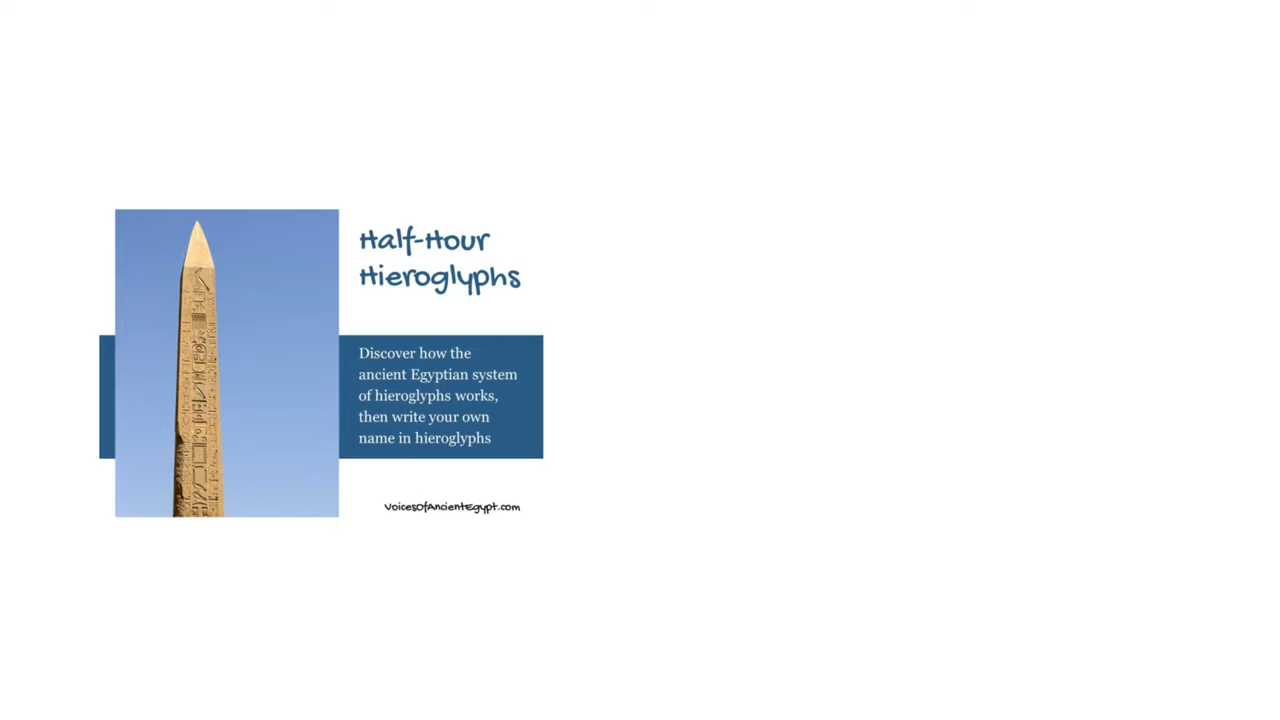 Half-Hour
Hieroglyphs
Discover how the
ancient Egyptian system
of hieroglyphs works,
then write your own
name in hieroglyphs
VoicesOfAncientEgypt.com